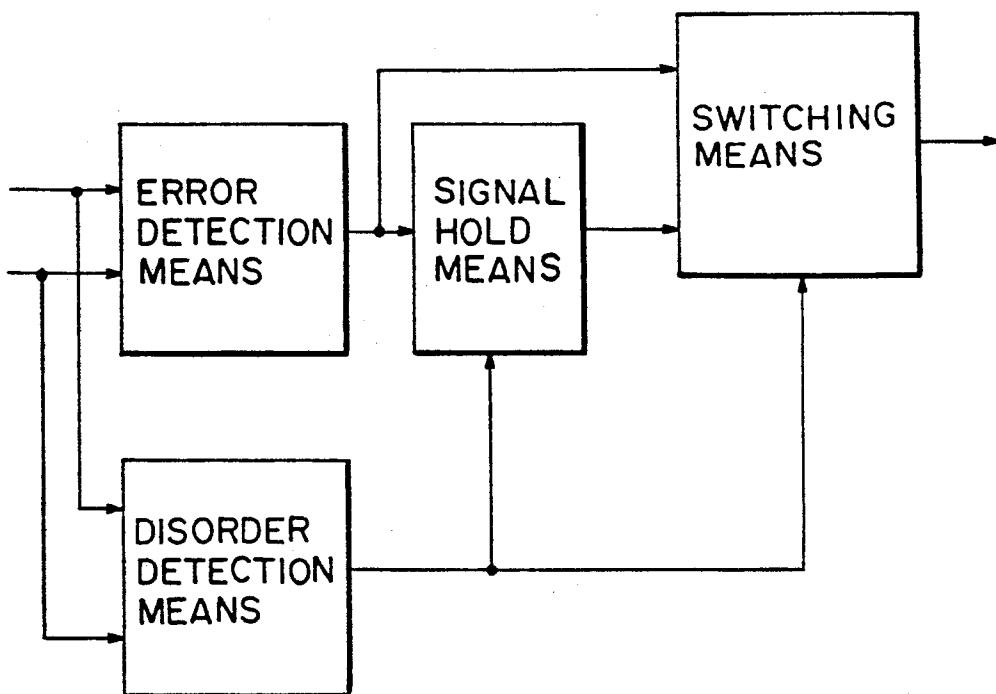 ERROR
DETECTION
MEANS
SIGNAL
HOLD
MEANS
SWITCHING
MEANS
DISORDER
DETECTION
MEANS